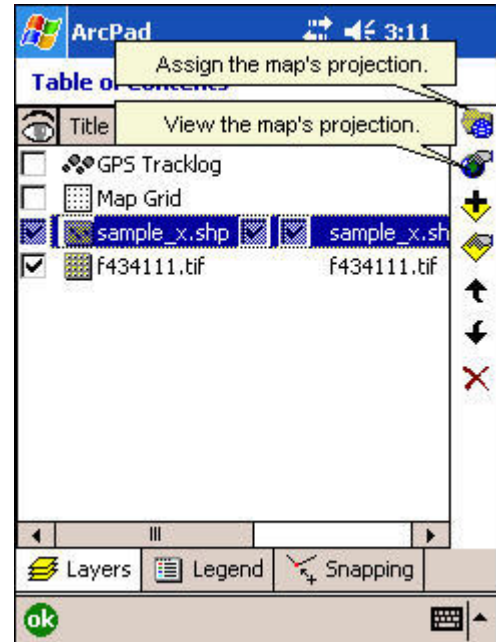 ArcPad 3:11
Assign the map's projection.
Table of Contents
Title View the map's projection.
GPS Tracklog
Map Grid
sample_x.shp sample_x.sh
f434111.tif f434111.tif
Layers Legend Snapping
ok